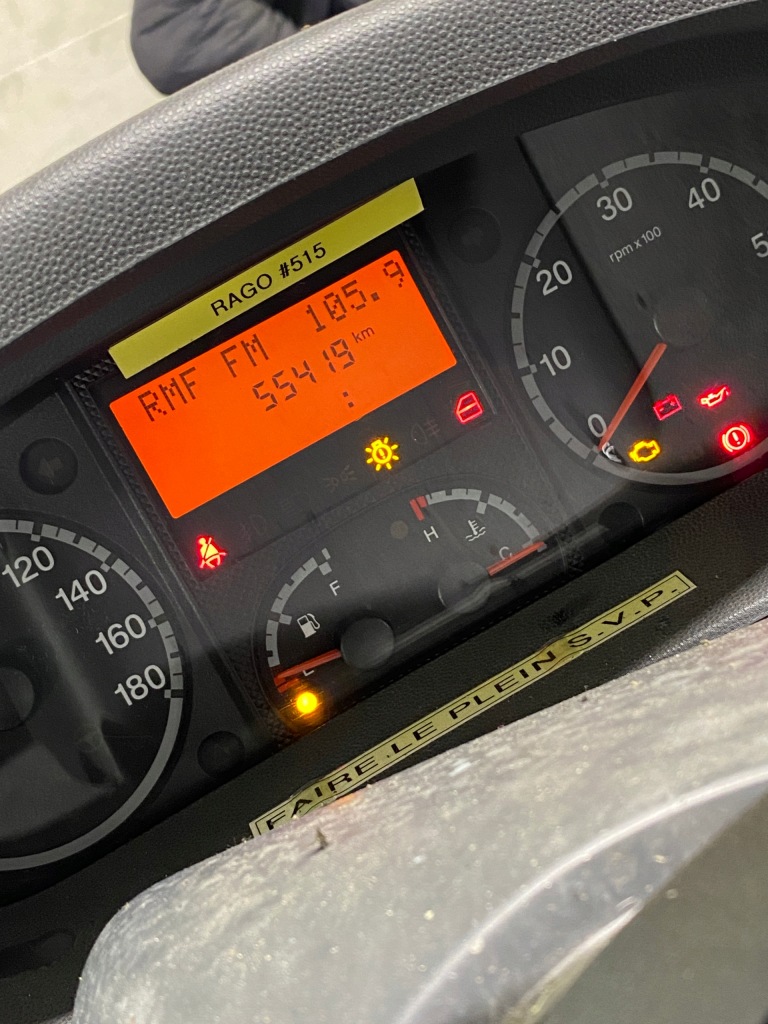 RAGO #515
RMF FM 105.9
55419 km
:
120
140
160
180
F
H
C
0
10
20
30
40
5
rpm x 100
FAIRE LE PLEIN S.V.P.